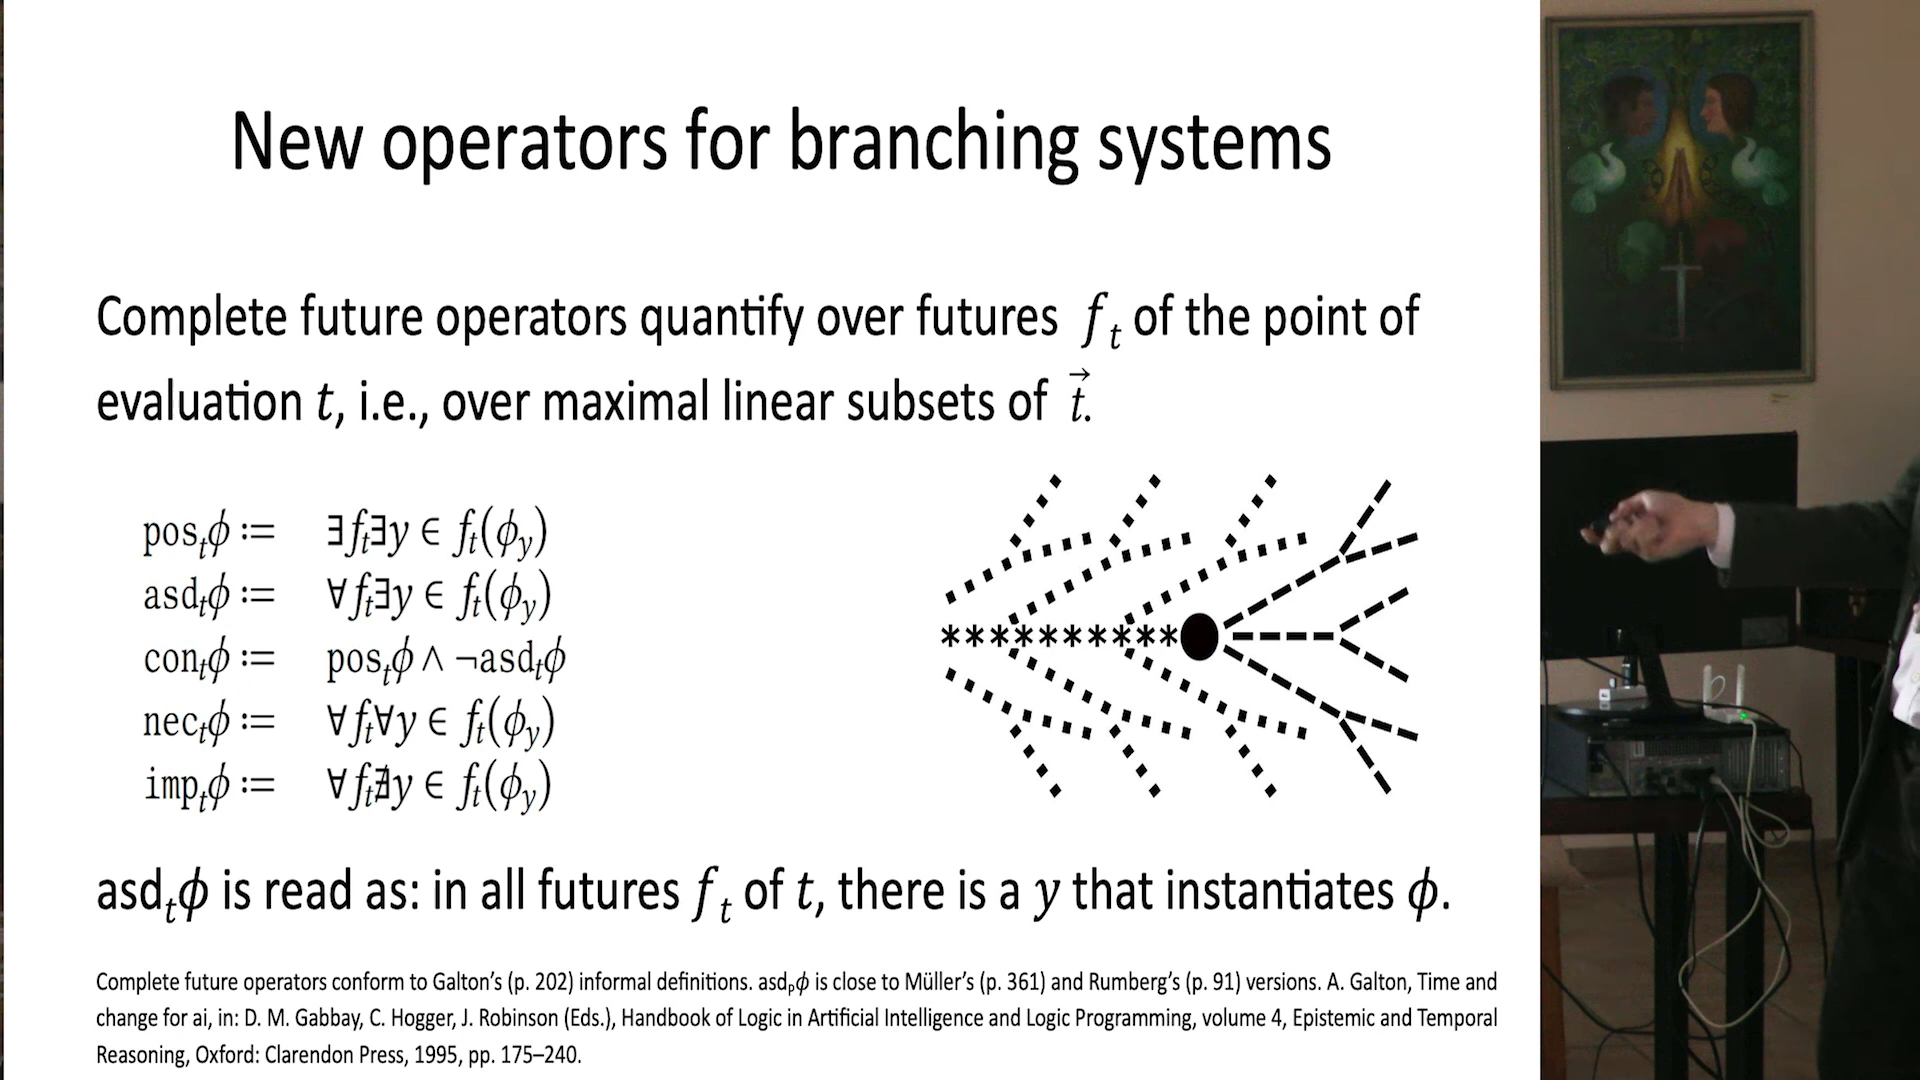 New operators for branching systems
Complete future operators quantify over futures f_t of the point of
evaluation t, i.e., over maximal linear subsets of t⃗.
pos_tϕ ≔ ∃f_t∃y ∈ f_t(ϕ_y)
asd_tϕ ≔ ∀f_t∃y ∈ f_t(ϕ_y)
con_tϕ ≔ pos_tϕ ∧ ¬asd_tϕ
nec_tϕ ≔ ∀f_t∀y ∈ f_t(ϕ_y)
imp_tϕ ≔ ∀f_t∄y ∈ f_t(ϕ_y)
asd_tϕ is read as: in all futures f_t of t, there is a y that instantiates ϕ.
Complete future operators conform to Galton’s (p. 202) informal definitions. asd_pϕ is close to Müller’s (p. 361) and Rumberg’s (p. 91) versions. A. Galton, Time and
change for ai, in: D. M. Gabbay, C. Hogger, J. Robinson (Eds.), Handbook of Logic in Artificial Intelligence and Logic Programming, volume 4, Epistemic and Temporal
Reasoning, Oxford: Clarendon Press, 1995, pp. 175–240.